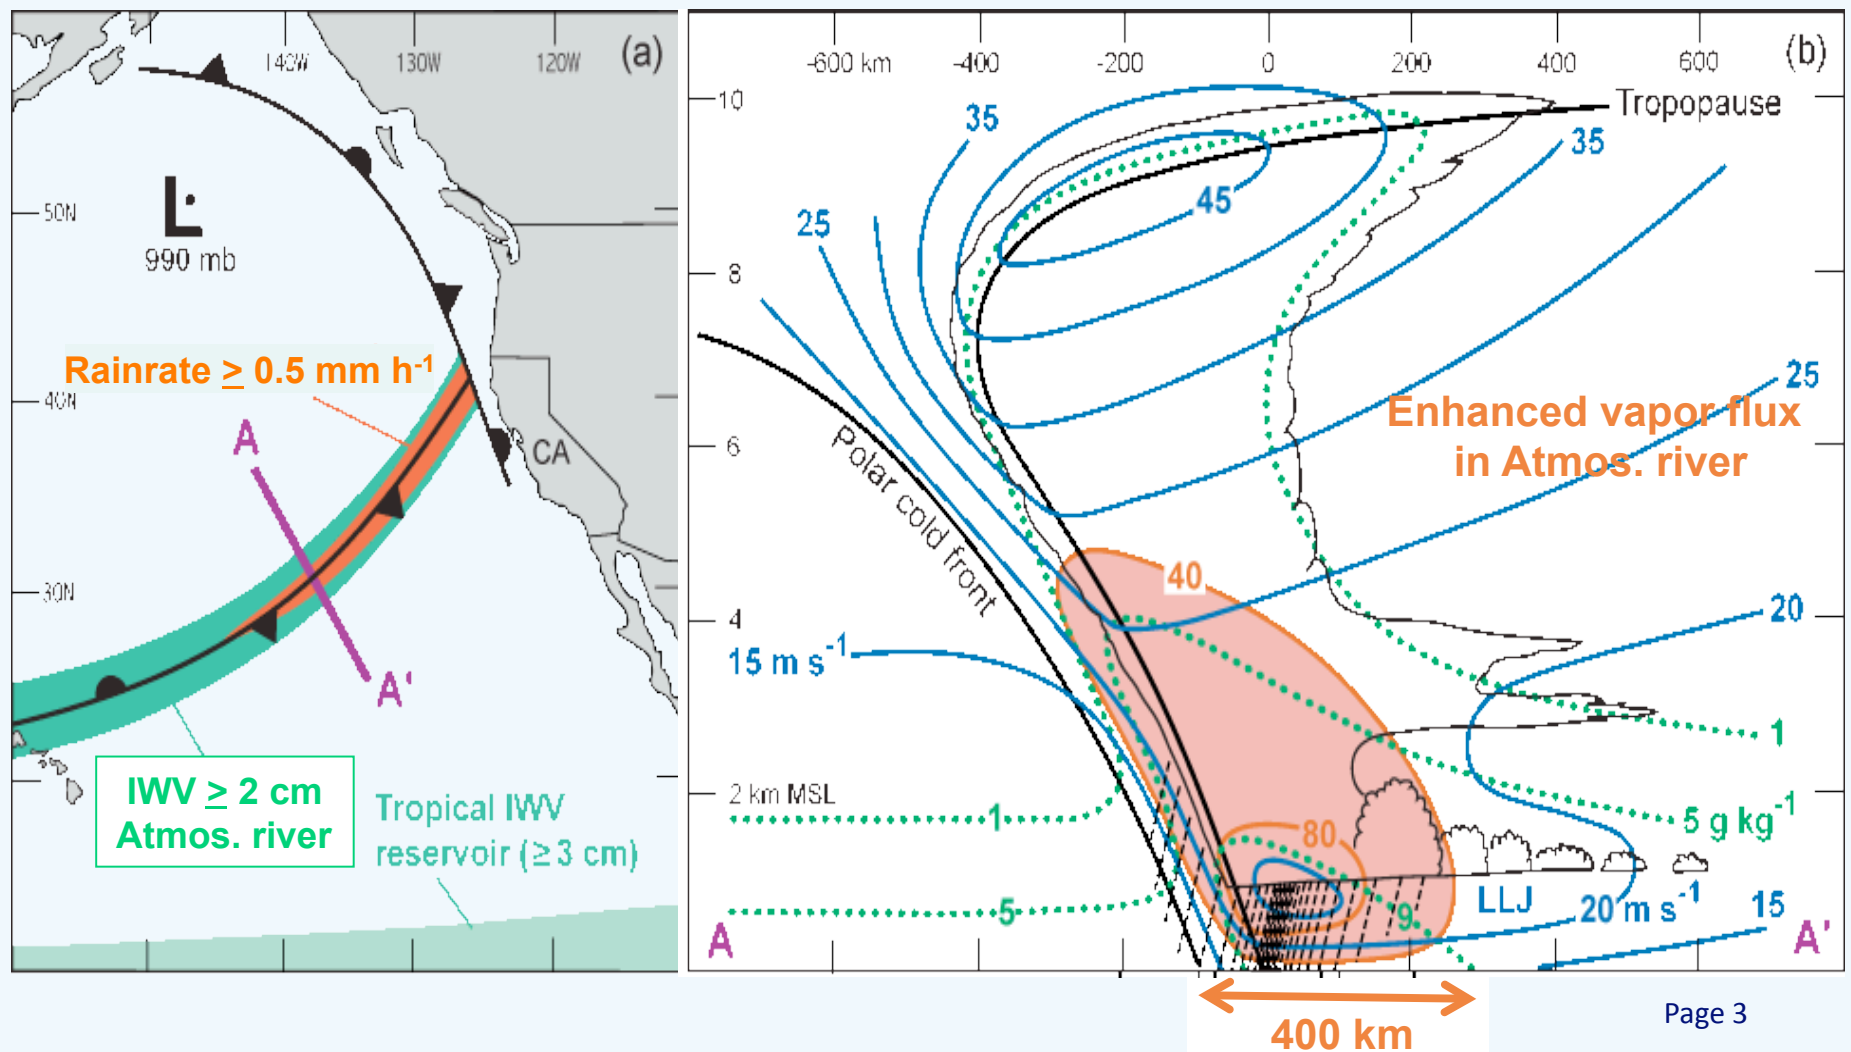 140W
130W
120W
(a)
50N
L
990 mb
Rainrate ≥ 0.5 mm h-1
40N
A
CA
30N
A'
IWV ≥ 2 cm
Atmos. river
Tropical IWV
reservoir (≥3 cm)
-600 km
-400
-200
0
200
400
600
(b)
10
Tropopause
35
35
45
25
8
25
Enhanced vapor flux
in Atmos. river
6
Polar cold front
40
4
20
15 m s-1
1
2 km MSL
1
5 g kg-1
80
5
9
LLJ
20 m s-1
15
A
A'
400 km
Page 3